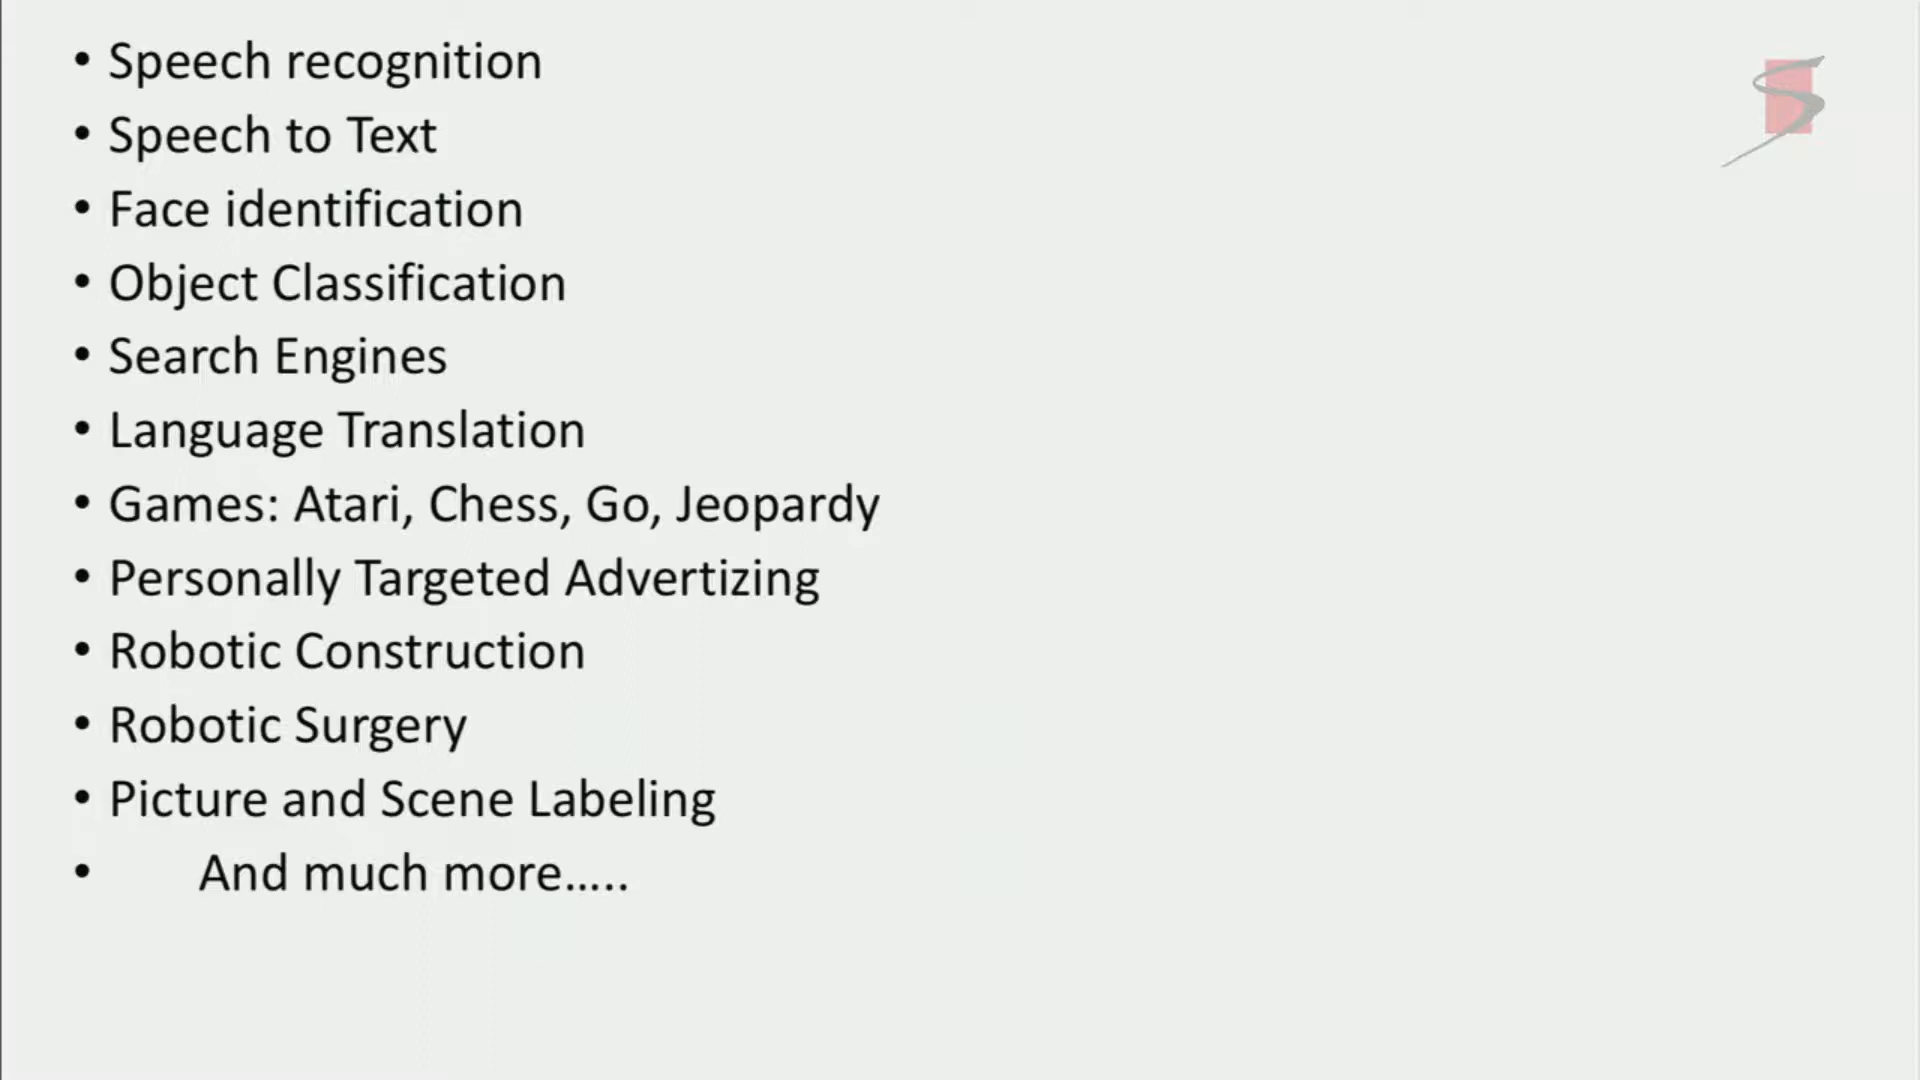 • Speech recognition
• Speech to Text
• Face identification
• Object Classification
• Search Engines
• Language Translation
• Games: Atari, Chess, Go, Jeopardy
• Personally Targeted Advertizing
• Robotic Construction
• Robotic Surgery
• Picture and Scene Labeling
• And much more…..